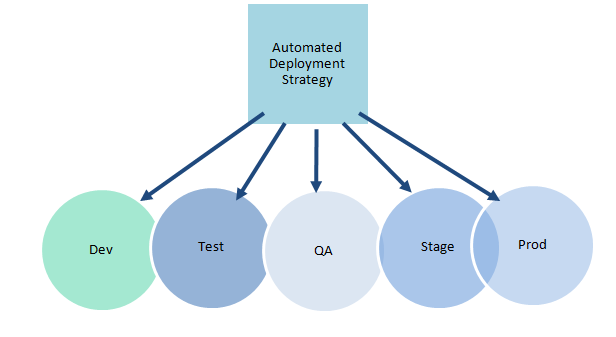 Automated
Deployment
Strategy
Dev
Test
QA
Stage
Prod